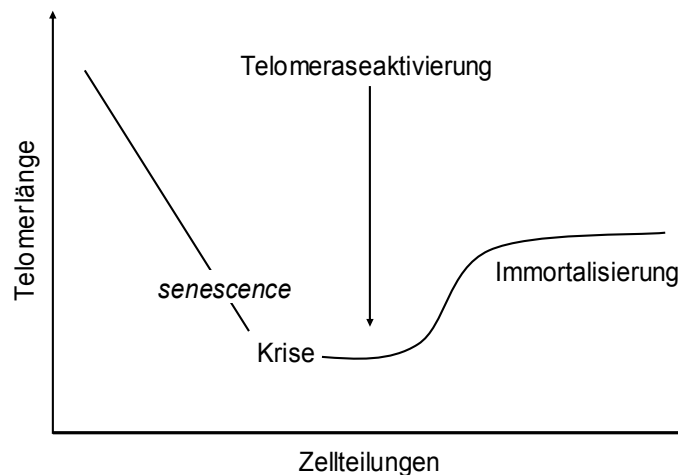 Telomeraseaktivierung
Telomerlänge
senescence
Immortalisierung
Krise
Zellteilungen